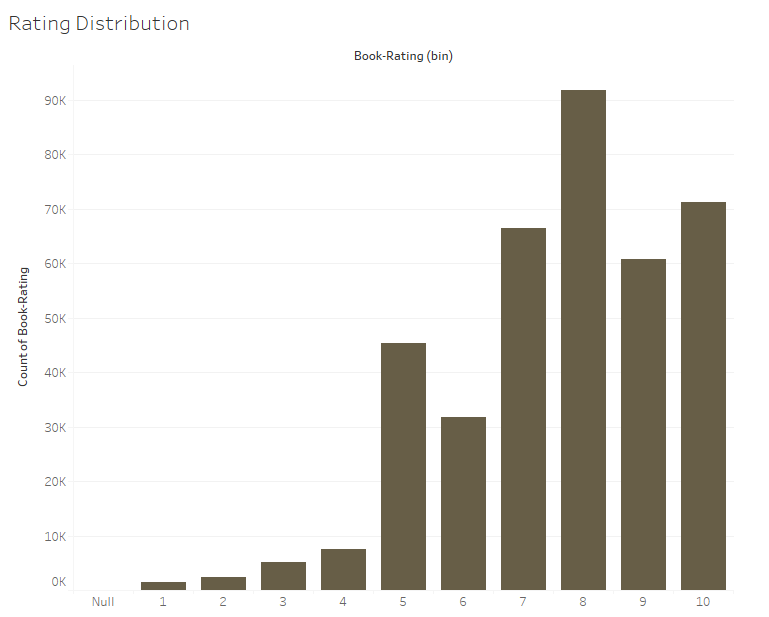 Rating Distribution
Book-Rating (bin)
Count of Book-Rating
90K
80K
70K
60K
50K
40K
30K
20K
10K
0K
Null 1 2 3 4 5 6 7 8 9 10